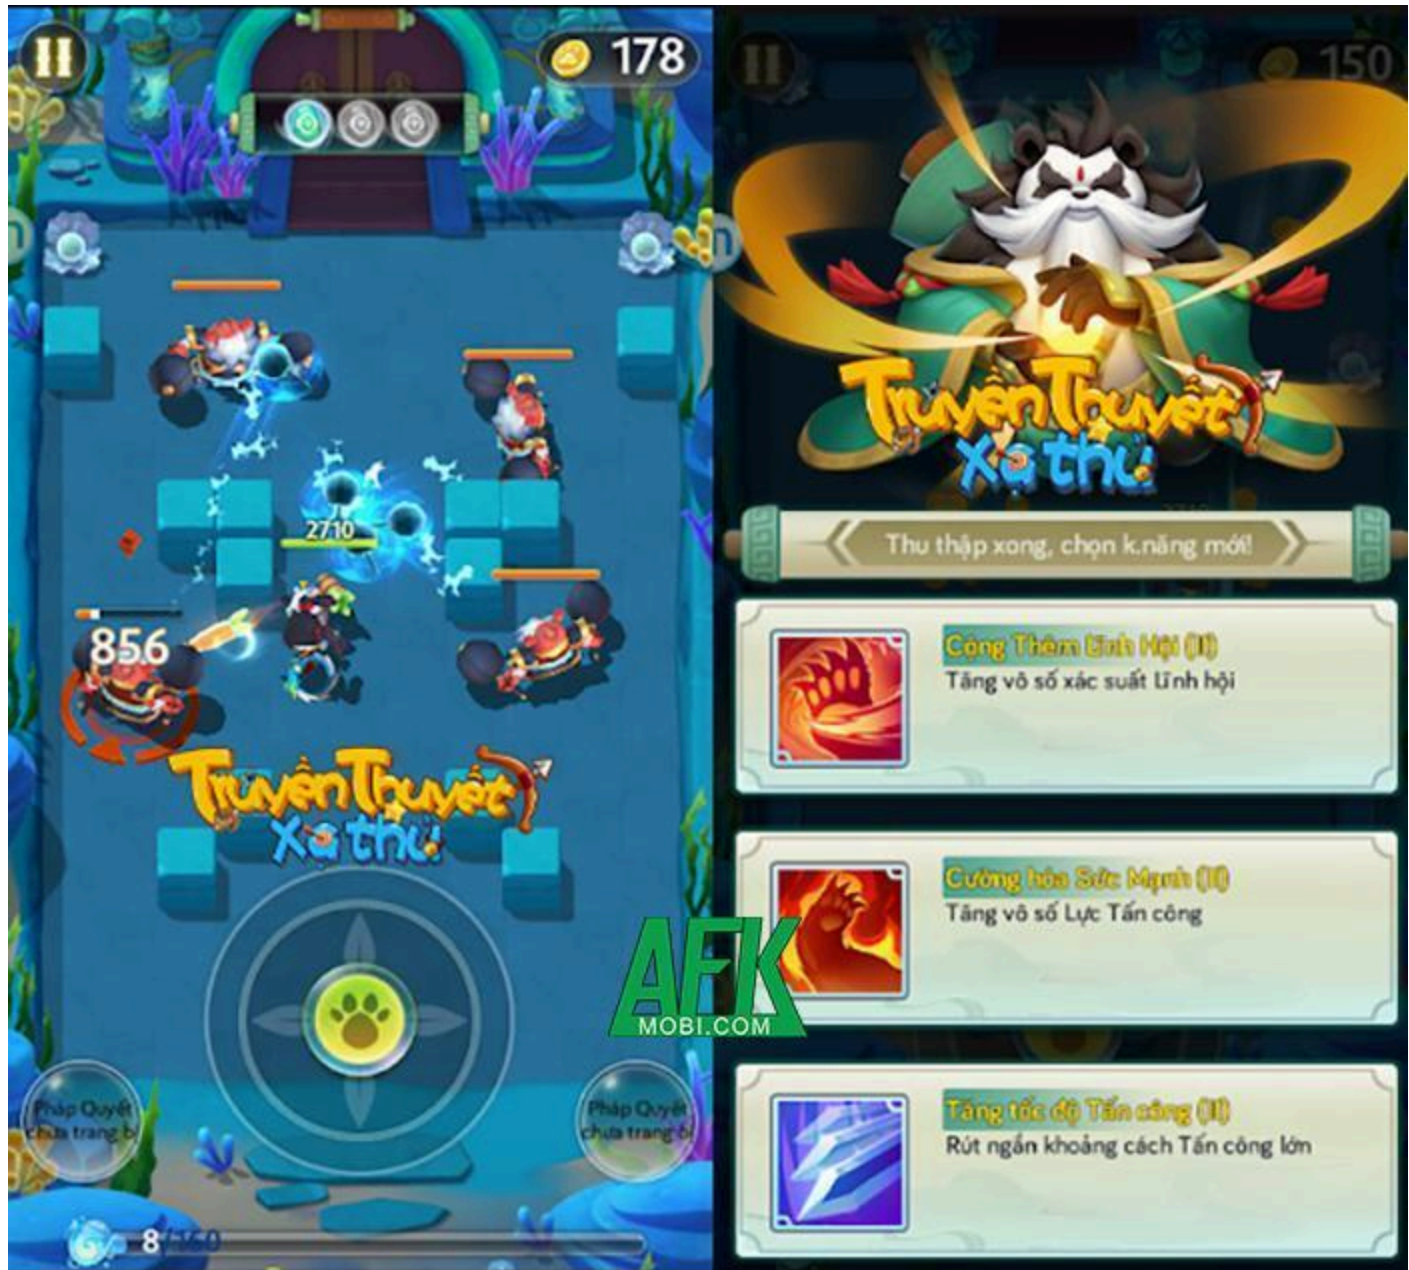 178
2710
856
Truyền Thuyết
Xạ thủ
Pháp Quyết
chưa trang bị
Pháp Quyết
chưa trang bị
8/160
150
Truyền Thuyết
Xạ thủ
Thu thập xong, chọn k.năng mới!
Cộng Thêm Lĩnh Hội (II)
Tăng vô số xác suất lĩnh hội
Cường hóa Sức Mạnh (II)
Tăng vô số Lực Tấn công
Tăng tốc độ Tấn công (II)
Rút ngắn khoảng cách Tấn công lớn
AFK
MOBI.COM